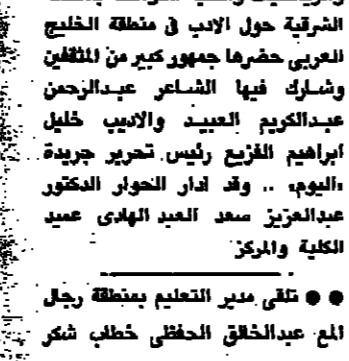 الشرقية حول الادب في منطقة الخليج
العربي حضرها جمهور كبير من المثقفين
وشارك فيها الشاعر عبدالرحمن
عبدالكريم العبيد والاديب خليل
ابراهيم الفزيع رئيس تحرير جريدة
«اليوم» .. وقد ادار الحوار الدكتور
عبدالعزيز سعد العبد الهادى عميد
الكلية والمركز
●● تلقى مدير التعليم بمنطقة رجال
المع عبدالخالق الحفظى خطاب شكر